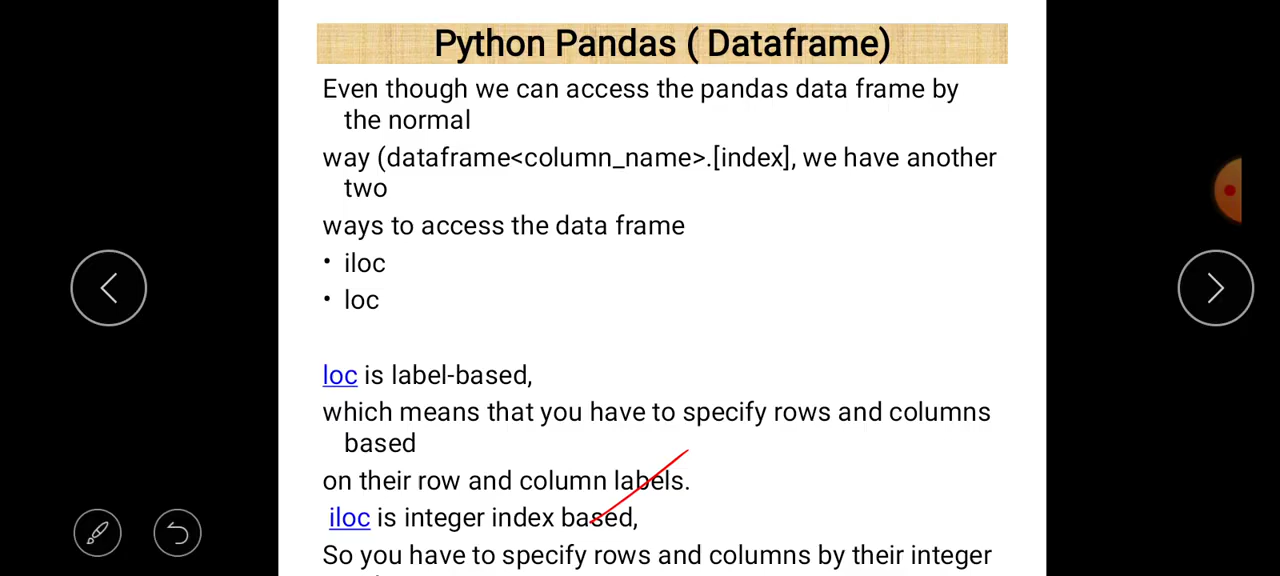 Python Pandas ( Dataframe)
Even though we can access the pandas data frame by
the normal
way (dataframe<column_name>.[index], we have another
two
ways to access the data frame
• iloc
• loc
loc is label-based,
which means that you have to specify rows and columns
based
on their row and column labels.
iloc is integer index based,
So you have to specify rows and columns by their integer